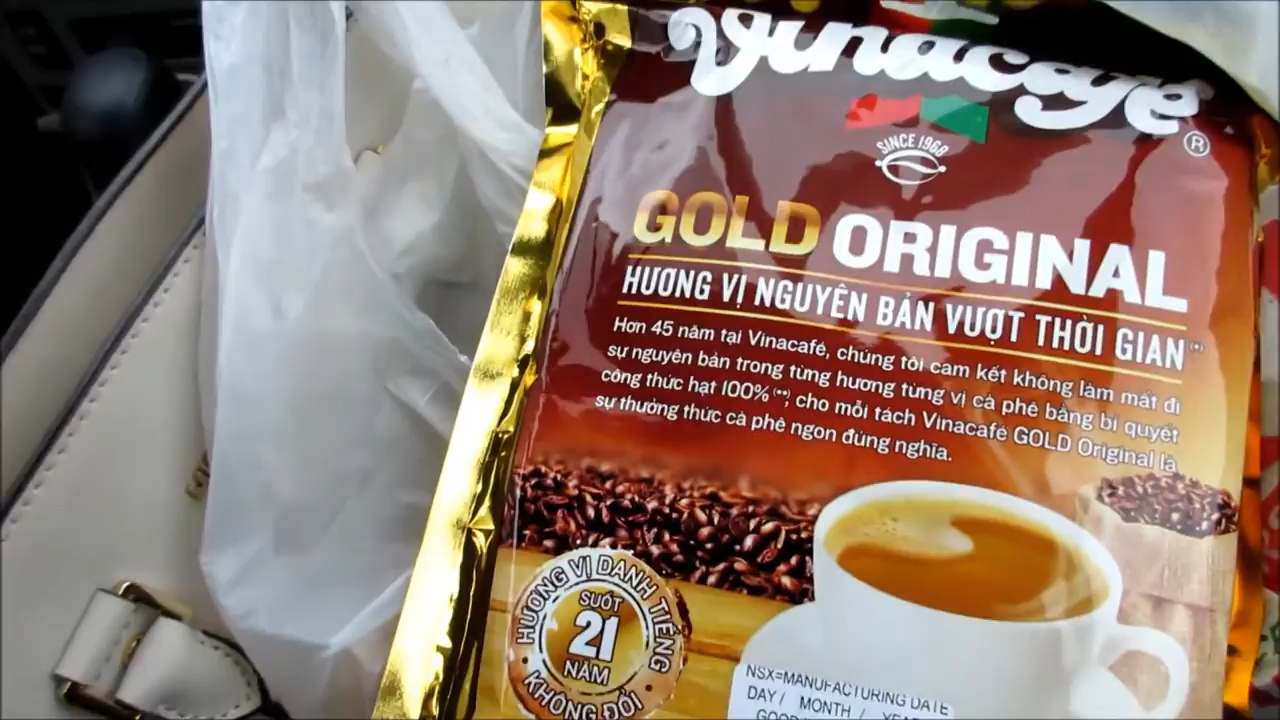 Vinacafé
®
SINCE 1968
GOLD ORIGINAL
HƯƠNG VỊ NGUYÊN BẢN VƯỢT THỜI GIAN(*)
Hơn 45 năm tại Vinacafé, chúng tôi cam kết không làm mất đi
sự nguyên bản trong từng hương từng vị cà phê bằng bí quyết
công thức hạt 100%(**), cho mỗi tách Vinacafé GOLD Original là
sự thưởng thức cà phê ngon đúng nghĩa.
HƯƠNG VỊ DANH TIẾNG
SUỐT
21
NĂM
KHÔNG ĐỔI
NSX=MANUFACTURING DATE
DAY / MONTH /